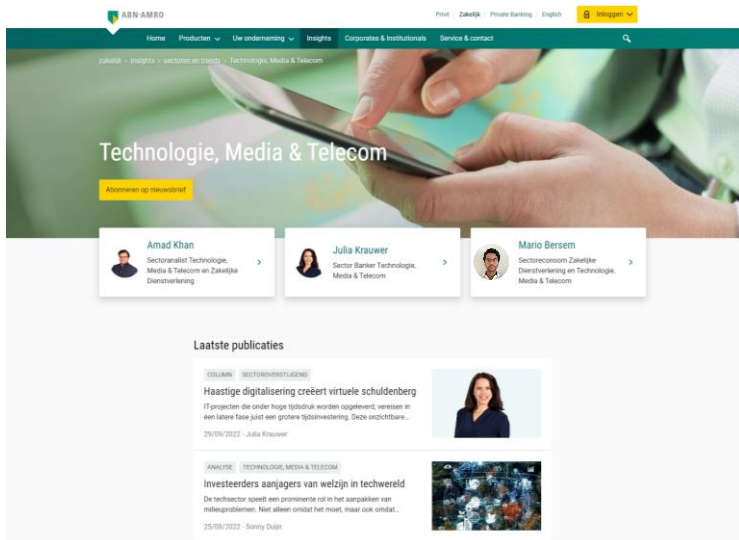 ABN·AMRO
Privé Zakelijk Private Banking English Inloggen
Home Producten Uw onderneming Insights Corporates & Institutionals Service & contact
zakelijk > Insights > sectoren en trends > Technologie, Media & Telecom
Technologie, Media & Telecom
Abonneren op nieuwsbrief
Amad Khan
Sectoranalist Technologie,
Media & Telecom en Zakelijke
Dienstverlening
Julia Krauwer
Sector Banker Technologie,
Media & Telecom
Mario Bersem
Sectoreconoom Zakelijke
Dienstverlening en Technologie,
Media & Telecom
Laatste publicaties
COLUMN SECTOROVERSTIJGEND
Haastige digitalisering creëert virtuele schuldenberg
IT-projecten die onder hoge tijdsdruk worden opgeleverd, vereisen in
een latere fase juist een grotere tijdsinvestering. Deze onzichtbare...
29/09/2022 - Julia Krauwer
ANALYSE TECHNOLOGIE, MEDIA & TELECOM
Investeerders aanjagers van welzijn in techwereld
De techsector speelt een prominente rol in het aanpakken van
milieuproblemen. Niet alleen omdat het moet, maar ook omdat...
25/08/2022 - Sonny Duijn